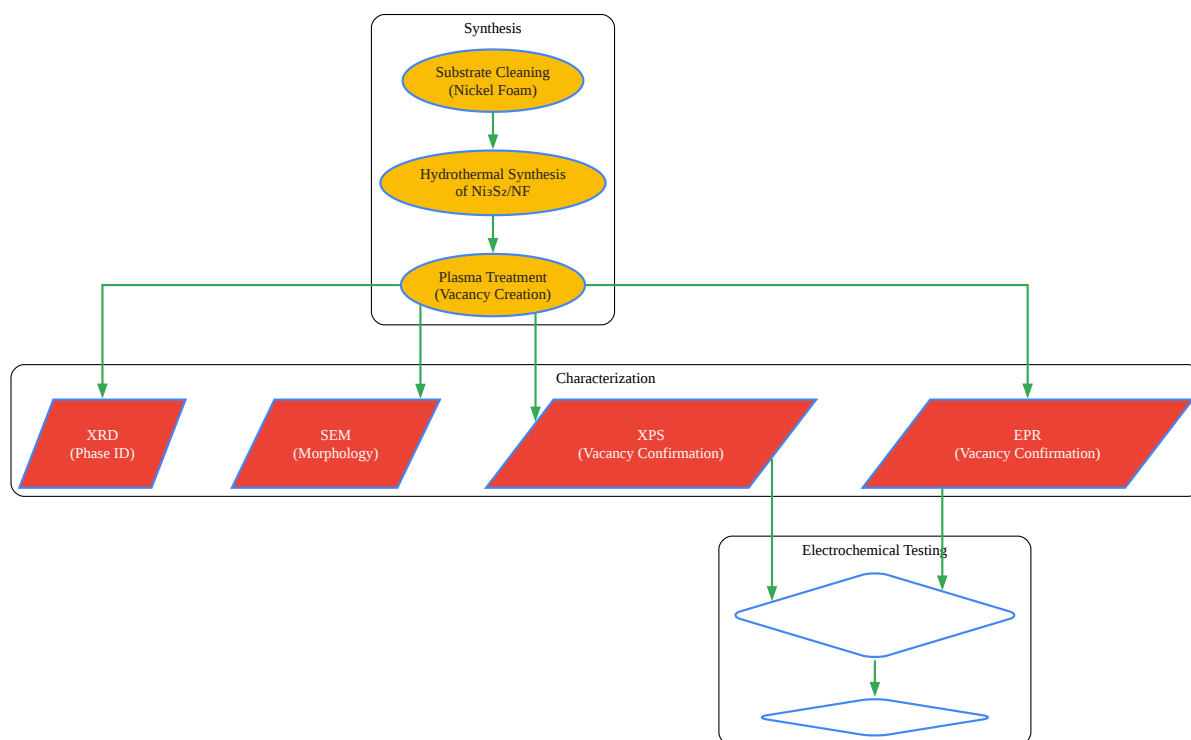 Synthesis
Substrate Cleaning
(Nickel Foam)
Hydrothermal Synthesis
of Ni₃S₂/NF
Plasma Treatment
(Vacancy Creation)
Characterization
XRD
(Phase ID)
SEM
(Morphology)
XPS
(Vacancy Confirmation)
EPR
(Vacancy Confirmation)
Electrochemical Testing